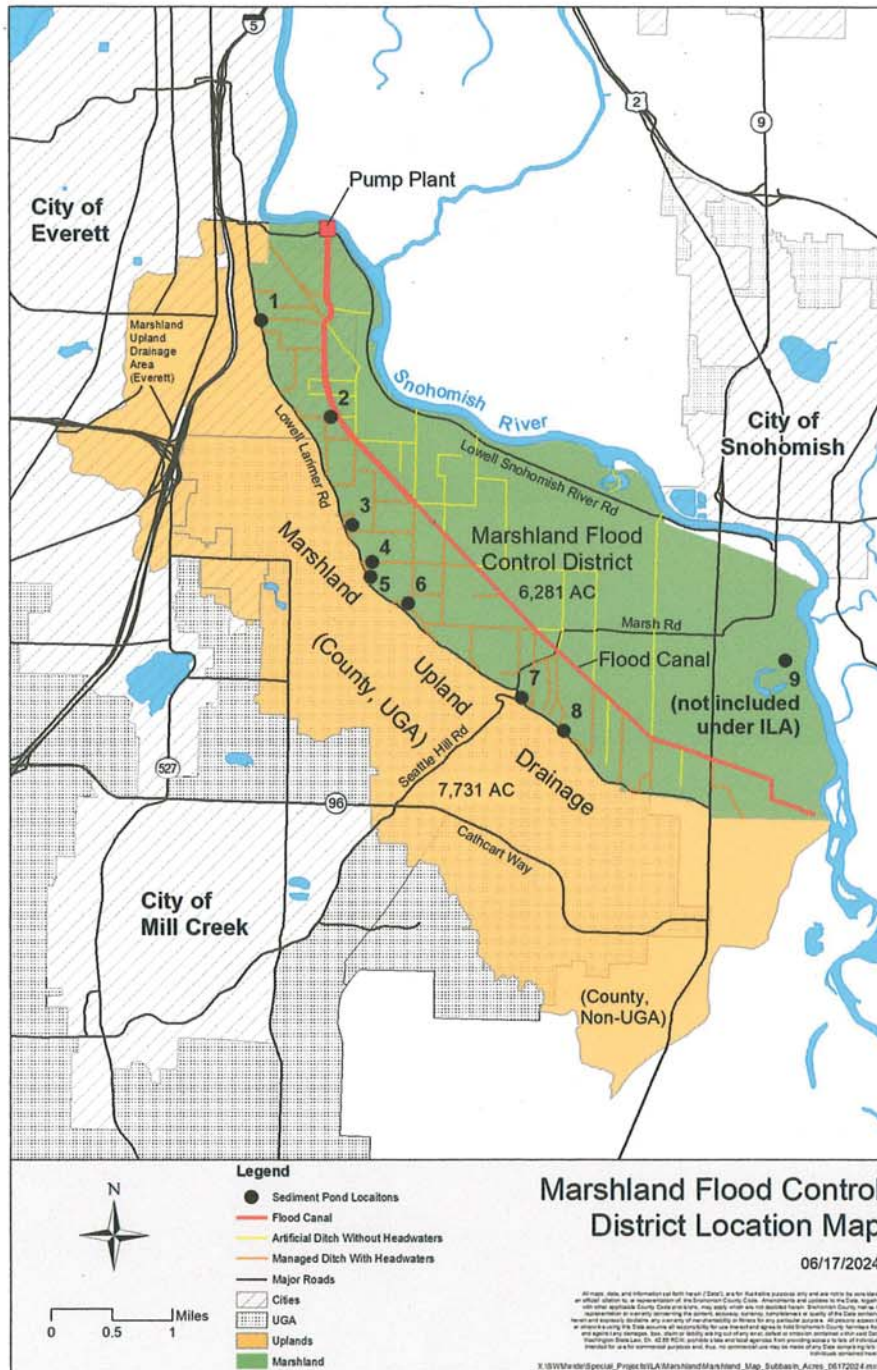 5
2
9
Pump Plant
City of
Everett
1
Marshland
Upland
Drainage
Area
(Everett)
Snohomish River
2
City of
Snohomish
Lowell Larimer Rd
Lowell Snohomish River Rd
3
Marshland Flood
Control District
4
5
6
6,281 AC
Marshland Upland Drainage
Marsh Rd
(County, UGA)
Flood Canal
7
9
8
(not included
under ILA)
Seattle Hill Rd
527
7,731 AC
96
Cathcart Way
City of
Mill Creek
(County,
Non-UGA)
N
0 0.5 1 Miles
Legend
Sediment Pond Locaitons
Flood Canal
Artificial Ditch Without Headwaters
Managed Ditch With Headwaters
Major Roads
Cities
UGA
Uplands
Marshland
Marshland Flood Control
District Location Map
06/17/2024